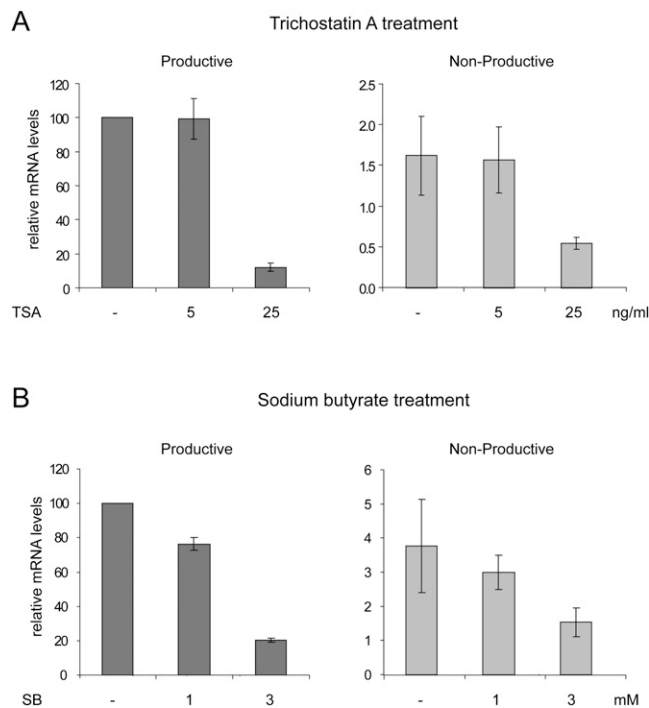 A
Trichostatin A treatment
Productive
Non-Productive
relative mRNA levels
120
100
80
60
40
20
0
2.5
2.0
1.5
1.0
0.5
0.0
TSA - 5 25 - 5 25 ng/ml
B
Sodium butyrate treatment
Productive
Non-Productive
relative mRNA levels
120
100
80
60
40
20
0
6
5
4
3
2
1
0
SB - 1 3 - 1 3 mM